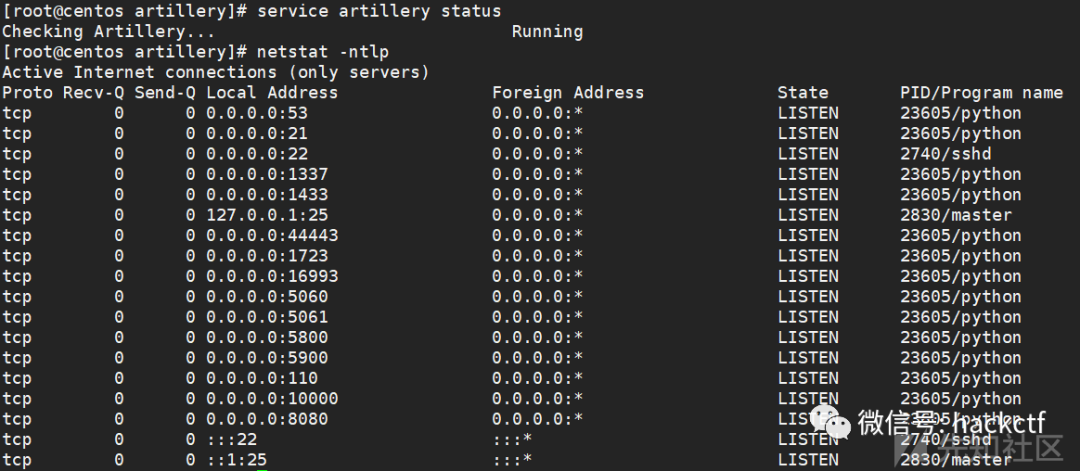 [root@centos artillery]# service artillery status
Checking Artillery... Running
[root@centos artillery]# netstat -ntlp
Active Internet connections (only servers)
Proto Recv-Q Send-Q Local Address Foreign Address State PID/Program name
tcp 0 0 0.0.0.0:53 0.0.0.0:* LISTEN 23605/python
tcp 0 0 0.0.0.0:21 0.0.0.0:* LISTEN 23605/python
tcp 0 0 0.0.0.0:22 0.0.0.0:* LISTEN 2740/sshd
tcp 0 0 0.0.0.0:1337 0.0.0.0:* LISTEN 23605/python
tcp 0 0 0.0.0.0:1433 0.0.0.0:* LISTEN 23605/python
tcp 0 0 127.0.0.1:25 0.0.0.0:* LISTEN 2830/master
tcp 0 0 0.0.0.0:44443 0.0.0.0:* LISTEN 23605/python
tcp 0 0 0.0.0.0:1723 0.0.0.0:* LISTEN 23605/python
tcp 0 0 0.0.0.0:16993 0.0.0.0:* LISTEN 23605/python
tcp 0 0 0.0.0.0:5060 0.0.0.0:* LISTEN 23605/python
tcp 0 0 0.0.0.0:5061 0.0.0.0:* LISTEN 23605/python
tcp 0 0 0.0.0.0:5800 0.0.0.0:* LISTEN 23605/python
tcp 0 0 0.0.0.0:5900 0.0.0.0:* LISTEN 23605/python
tcp 0 0 0.0.0.0:110 0.0.0.0:* LISTEN 23605/python
tcp 0 0 0.0.0.0:10000 0.0.0.0:* LISTEN 23605/python
tcp 0 0 0.0.0.0:8080 0.0.0.0:* LISTEN 23605/python
微信号: hackctf
tcp 0 0 :::22 :::* LISTEN 2740/sshd
先知社区
tcp 0 0 ::1:25 :::* LISTEN 2830/master